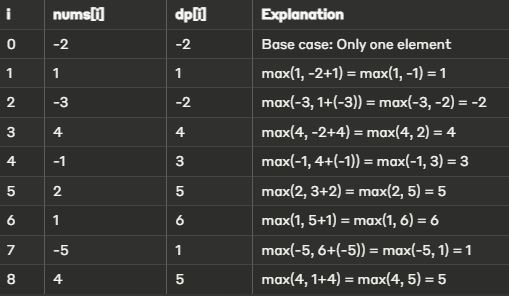 i nums[i] dp[i] Explanation
0 -2 -2 Base case: Only one element
1 1 1 max(1, -2+1) = max(1, -1) = 1
2 -3 -2 max(-3, 1+(-3)) = max(-3, -2) = -2
3 4 4 max(4, -2+4) = max(4, 2) = 4
4 -1 3 max(-1, 4+(-1)) = max(-1, 3) = 3
5 2 5 max(2, 3+2) = max(2, 5) = 5
6 1 6 max(1, 5+1) = max(1, 6) = 6
7 -5 1 max(-5, 6+(-5)) = max(-5, 1) = 1
8 4 5 max(4, 1+4) = max(4, 5) = 5